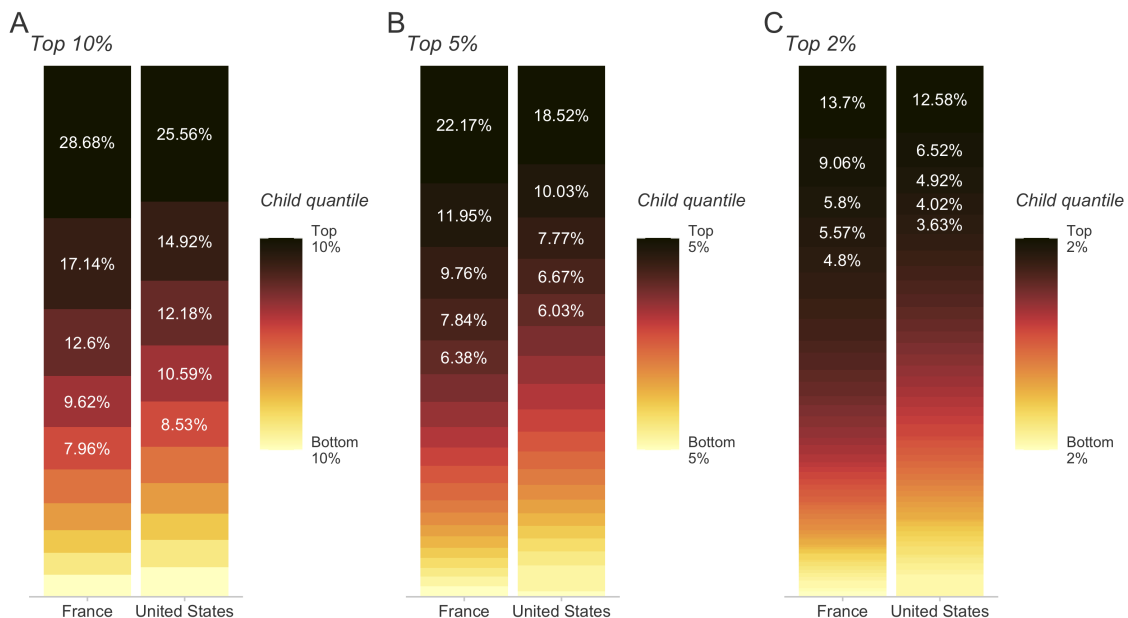 A
Top 10%
28.68%
17.14%
12.6%
9.62%
7.96%
25.56%
14.92%
12.18%
10.59%
8.53%
France
United States
Child quantile
Top
10%
Bottom
10%
B
Top 5%
22.17%
11.95%
9.76%
7.84%
6.38%
18.52%
10.03%
7.77%
6.67%
6.03%
France
United States
Child quantile
Top
5%
Bottom
5%
C
Top 2%
13.7%
9.06%
5.8%
5.57%
4.8%
12.58%
6.52%
4.92%
4.02%
3.63%
France
United States
Child quantile
Top
2%
Bottom
2%